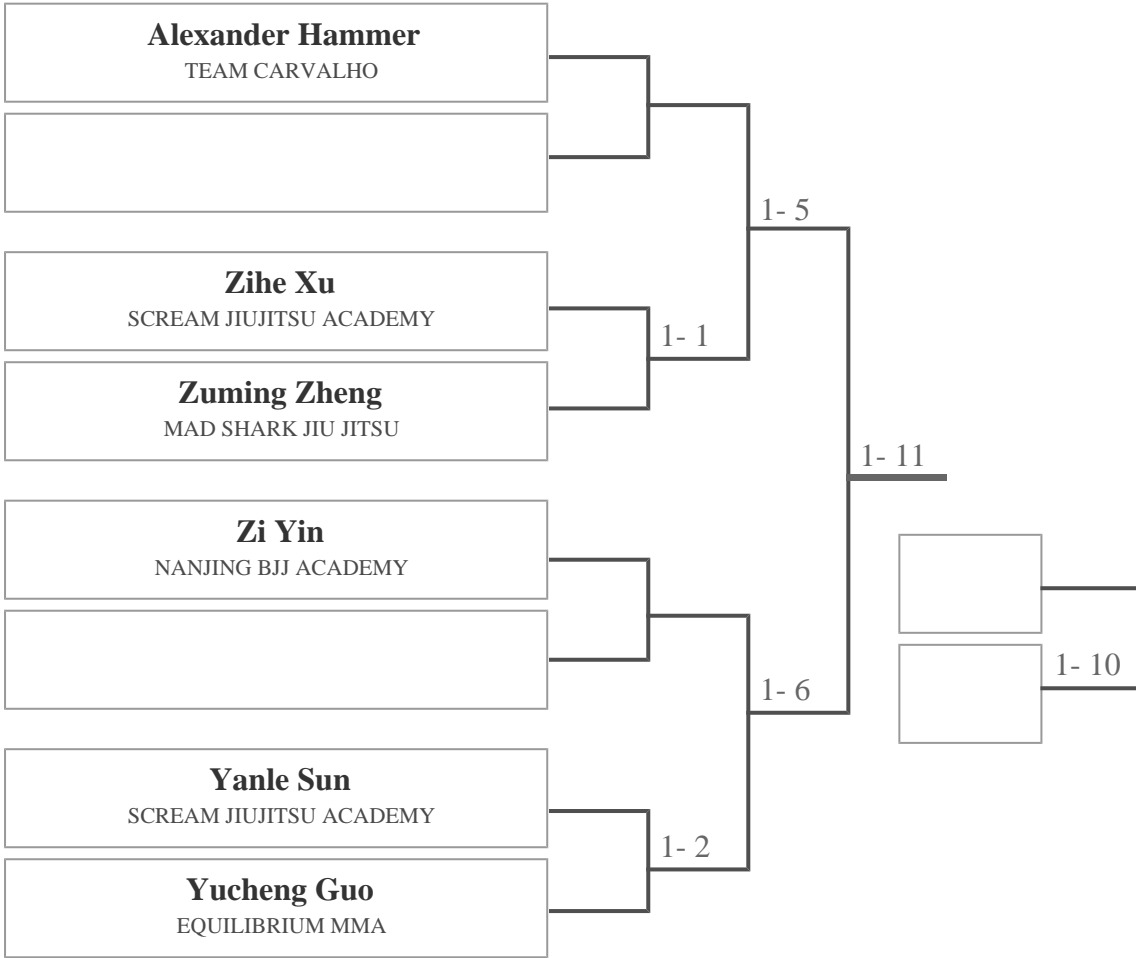 Alexander Hammer
TEAM CARVALHO
1- 5
Zihe Xu
SCREAM JIUJITSU ACADEMY
1- 1
Zuming Zheng
MAD SHARK JIU JITSU
1- 11
Zi Yin
NANJING BJJ ACADEMY
1- 10
1- 6
Yanle Sun
SCREAM JIUJITSU ACADEMY
1- 2
Yucheng Guo
EQUILIBRIUM MMA